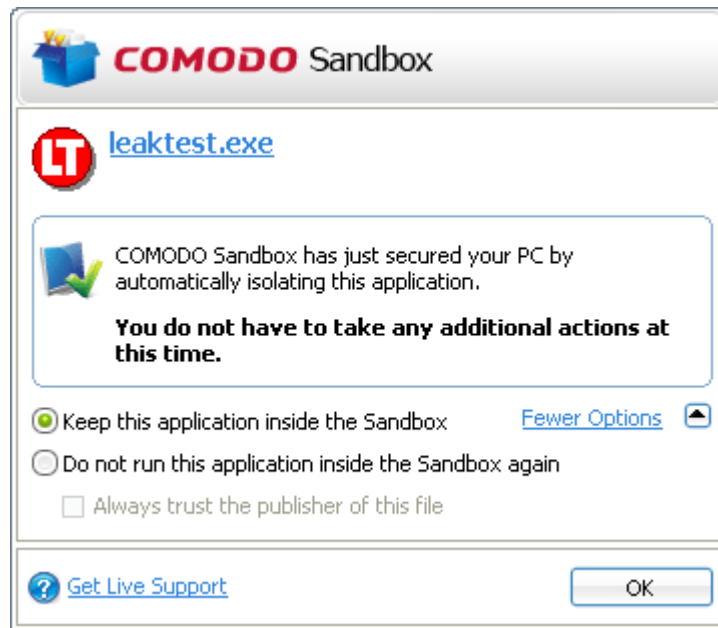 COMODO Sandbox
LT
leaktest.exe
COMODO Sandbox has just secured your PC by
automatically isolating this application.
You do not have to take any additional actions at
this time.
Keep this application inside the Sandbox Fewer Options
Do not run this application inside the Sandbox again
Always trust the publisher of this file
? Get Live Support OK